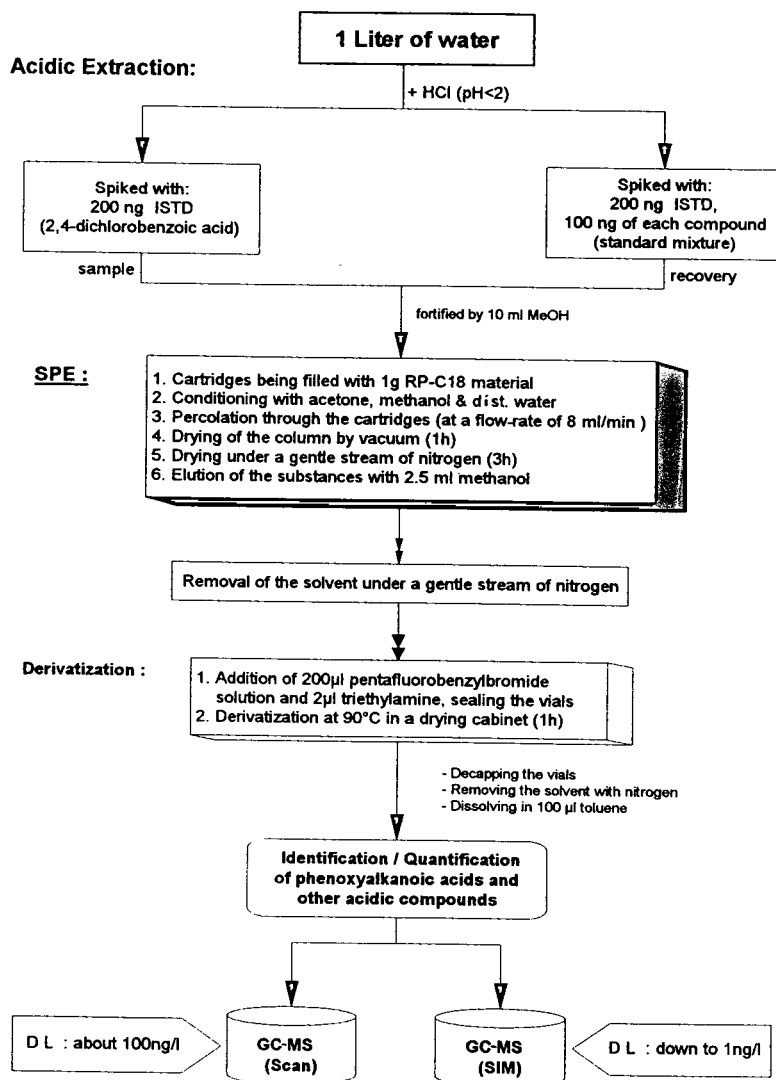 1 Liter of water
Acidic Extraction:
+ HCl (pH<2)
Spiked with:
200 ng ISTD
(2,4-dichlorobenzoic acid)
Spiked with:
200 ng ISTD,
100 ng of each compound
(standard mixture)
sample
recovery
fortified by 10 ml MeOH
SPE :
1. Cartridges being filled with 1g RP-C18 material
2. Conditioning with acetone, methanol & dist. water
3. Percolation through the cartridges (at a flow-rate of 8 ml/min )
4. Drying of the column by vacuum (1h)
5. Drying under a gentle stream of nitrogen (3h)
6. Elution of the substances with 2.5 ml methanol
Removal of the solvent under a gentle stream of nitrogen
Derivatization :
1. Addition of 200µl pentafluorobenzylbromide
solution and 2µl triethylamine, sealing the vials
2. Derivatization at 90°C in a drying cabinet (1h)
- Decapping the vials
- Removing the solvent with nitrogen
- Dissolving in 100 µl toluene
Identification / Quantification
of phenoxyalkanoic acids and
other acidic compounds
D L : about 100ng/l
GC-MS
(Scan)
GC-MS
(SIM)
D L : down to 1ng/l